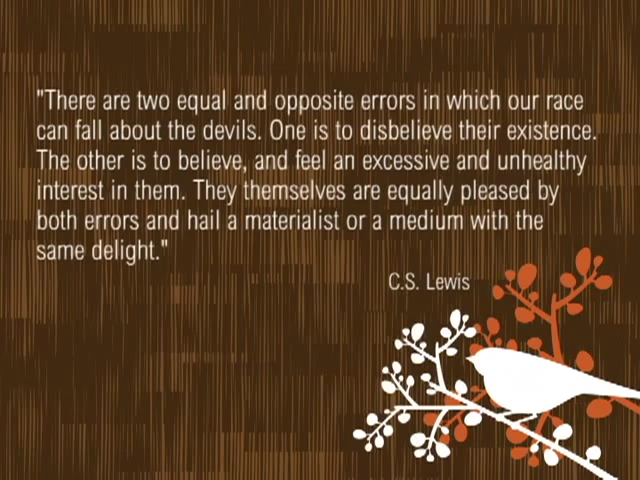 "There are two equal and opposite errors in which our race
can fall about the devils. One is to disbelieve their existence.
The other is to believe, and feel an excessive and unhealthy
interest in them. They themselves are equally pleased by
both errors and hail a materialist or a medium with the
same delight."
C.S. Lewis